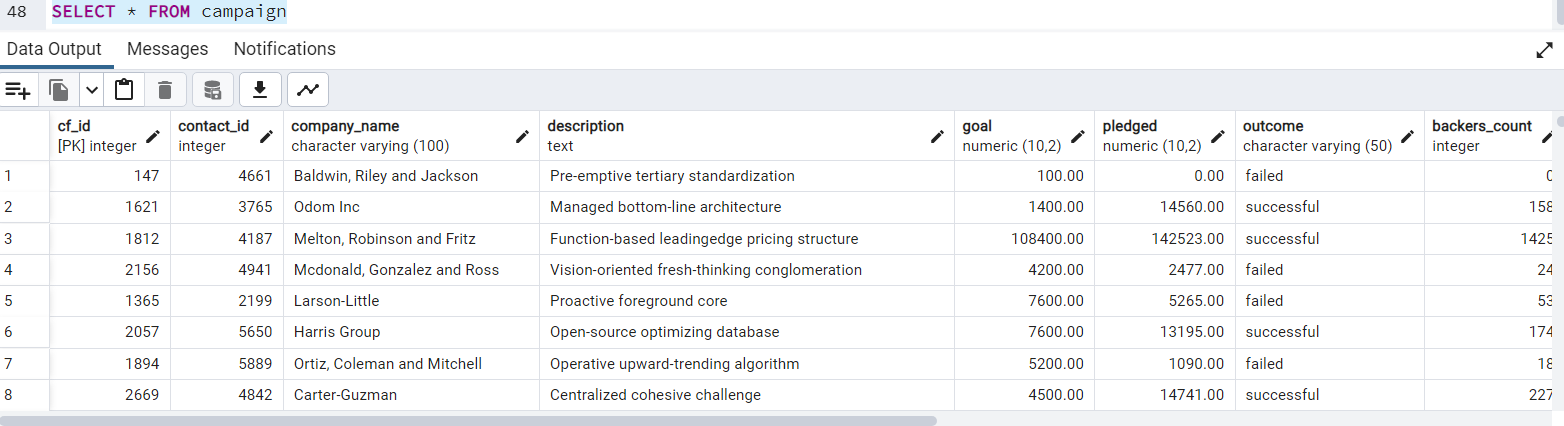 48 SELECT * FROM campaign
Data Output Messages Notifications
cf_id contact_id company_name description goal pledged outcome backers_count
[PK] integer integer character varying (100) text numeric (10,2) numeric (10,2) character varying (50) integer
1 147 4661 Baldwin, Riley and Jackson Pre-emptive tertiary standardization 100.00 0.00 failed 0
2 1621 3765 Odom Inc Managed bottom-line architecture 1400.00 14560.00 successful 158
3 1812 4187 Melton, Robinson and Fritz Function-based leadingedge pricing structure 108400.00 142523.00 successful 1425
4 2156 4941 Mcdonald, Gonzalez and Ross Vision-oriented fresh-thinking conglomeration 4200.00 2477.00 failed 24
5 1365 2199 Larson-Little Proactive foreground core 7600.00 5265.00 failed 53
6 2057 5650 Harris Group Open-source optimizing database 7600.00 13195.00 successful 174
7 1894 5889 Ortiz, Coleman and Mitchell Operative upward-trending algorithm 5200.00 1090.00 failed 18
8 2669 4842 Carter-Guzman Centralized cohesive challenge 4500.00 14741.00 successful 227